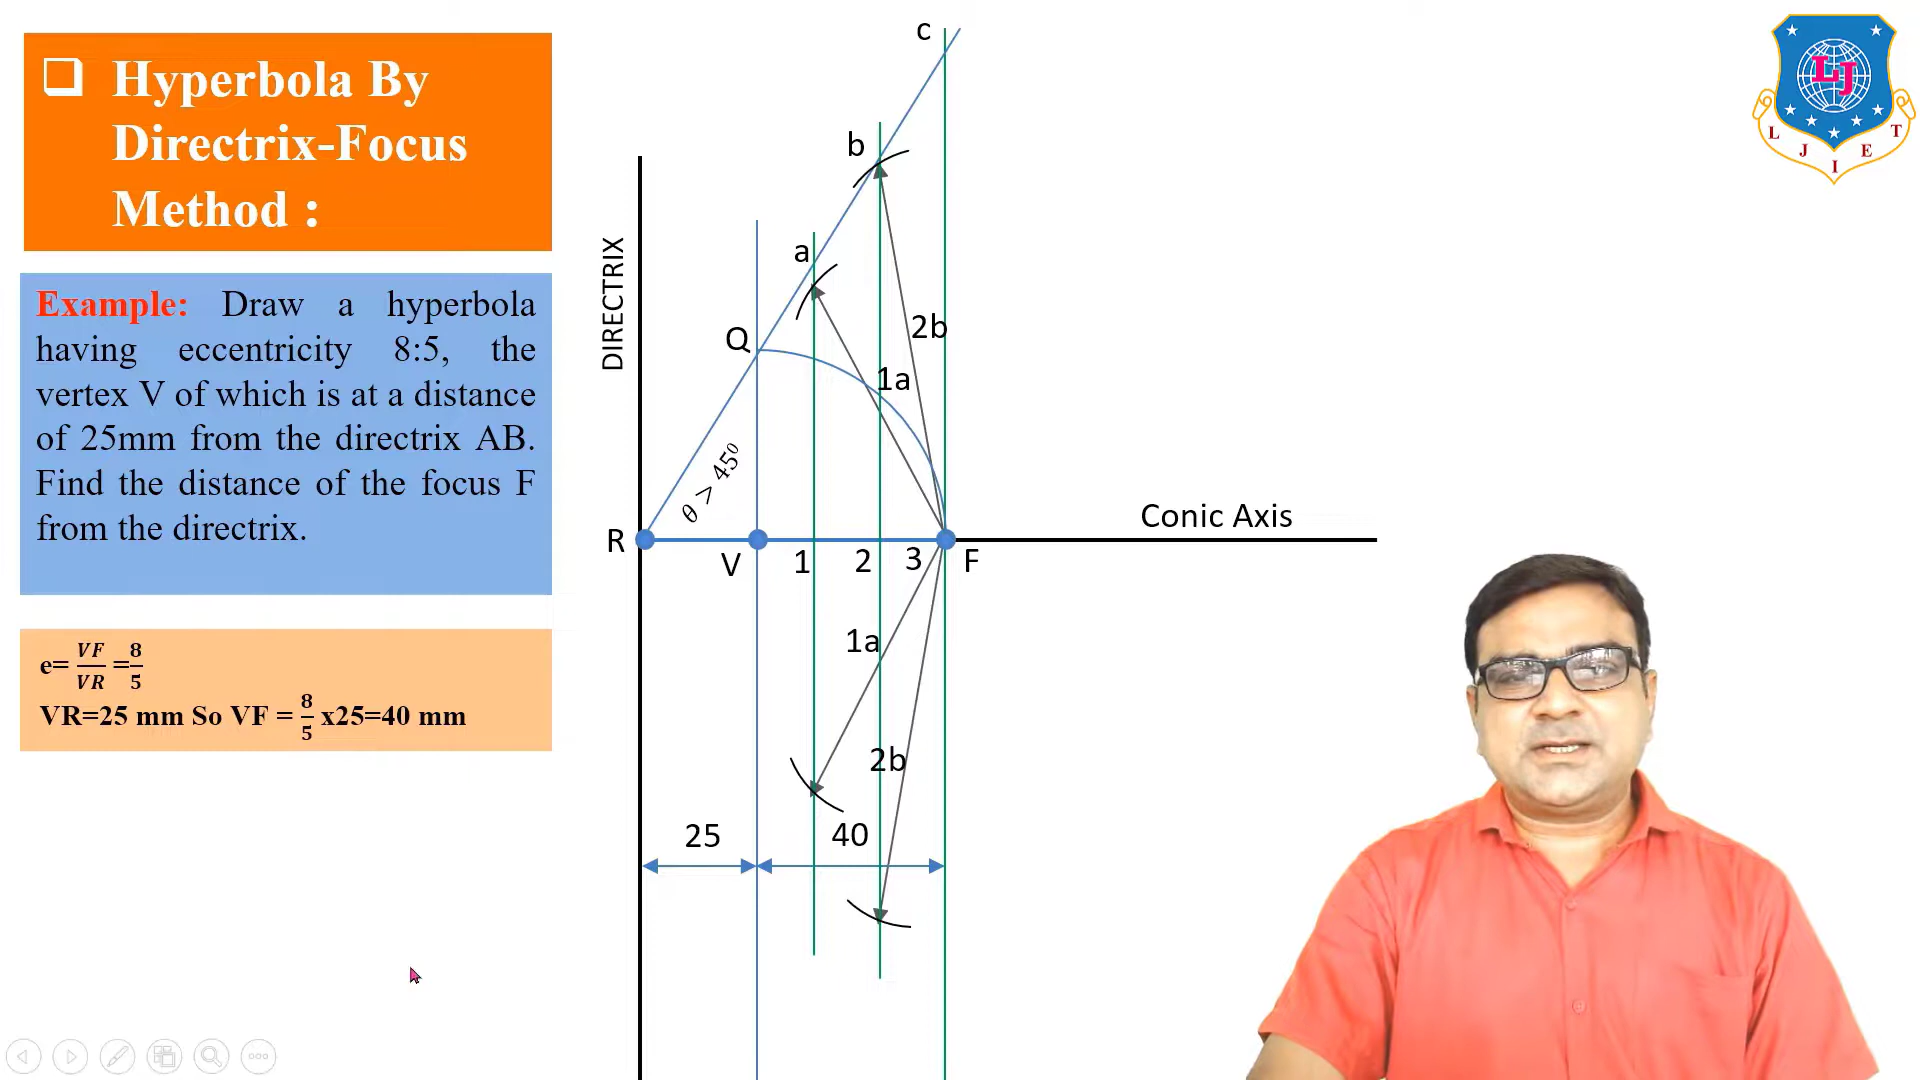 ❑ Hyperbola By
Directrix-Focus
Method :
Example: Draw a hyperbola
having eccentricity 8:5, the
vertex V of which is at a distance
of 25mm from the directrix AB.
Find the distance of the focus F
from the directrix.
e= VF/VR =8/5
VR=25 mm So VF = 8/5 x25=40 mm
DIRECTRIX
c
b
a
Q
2b
1a
θ > 45⁰
R
V
1
2
3
F
Conic Axis
1a
2b
25
40
LJ
L
J
I
E
T